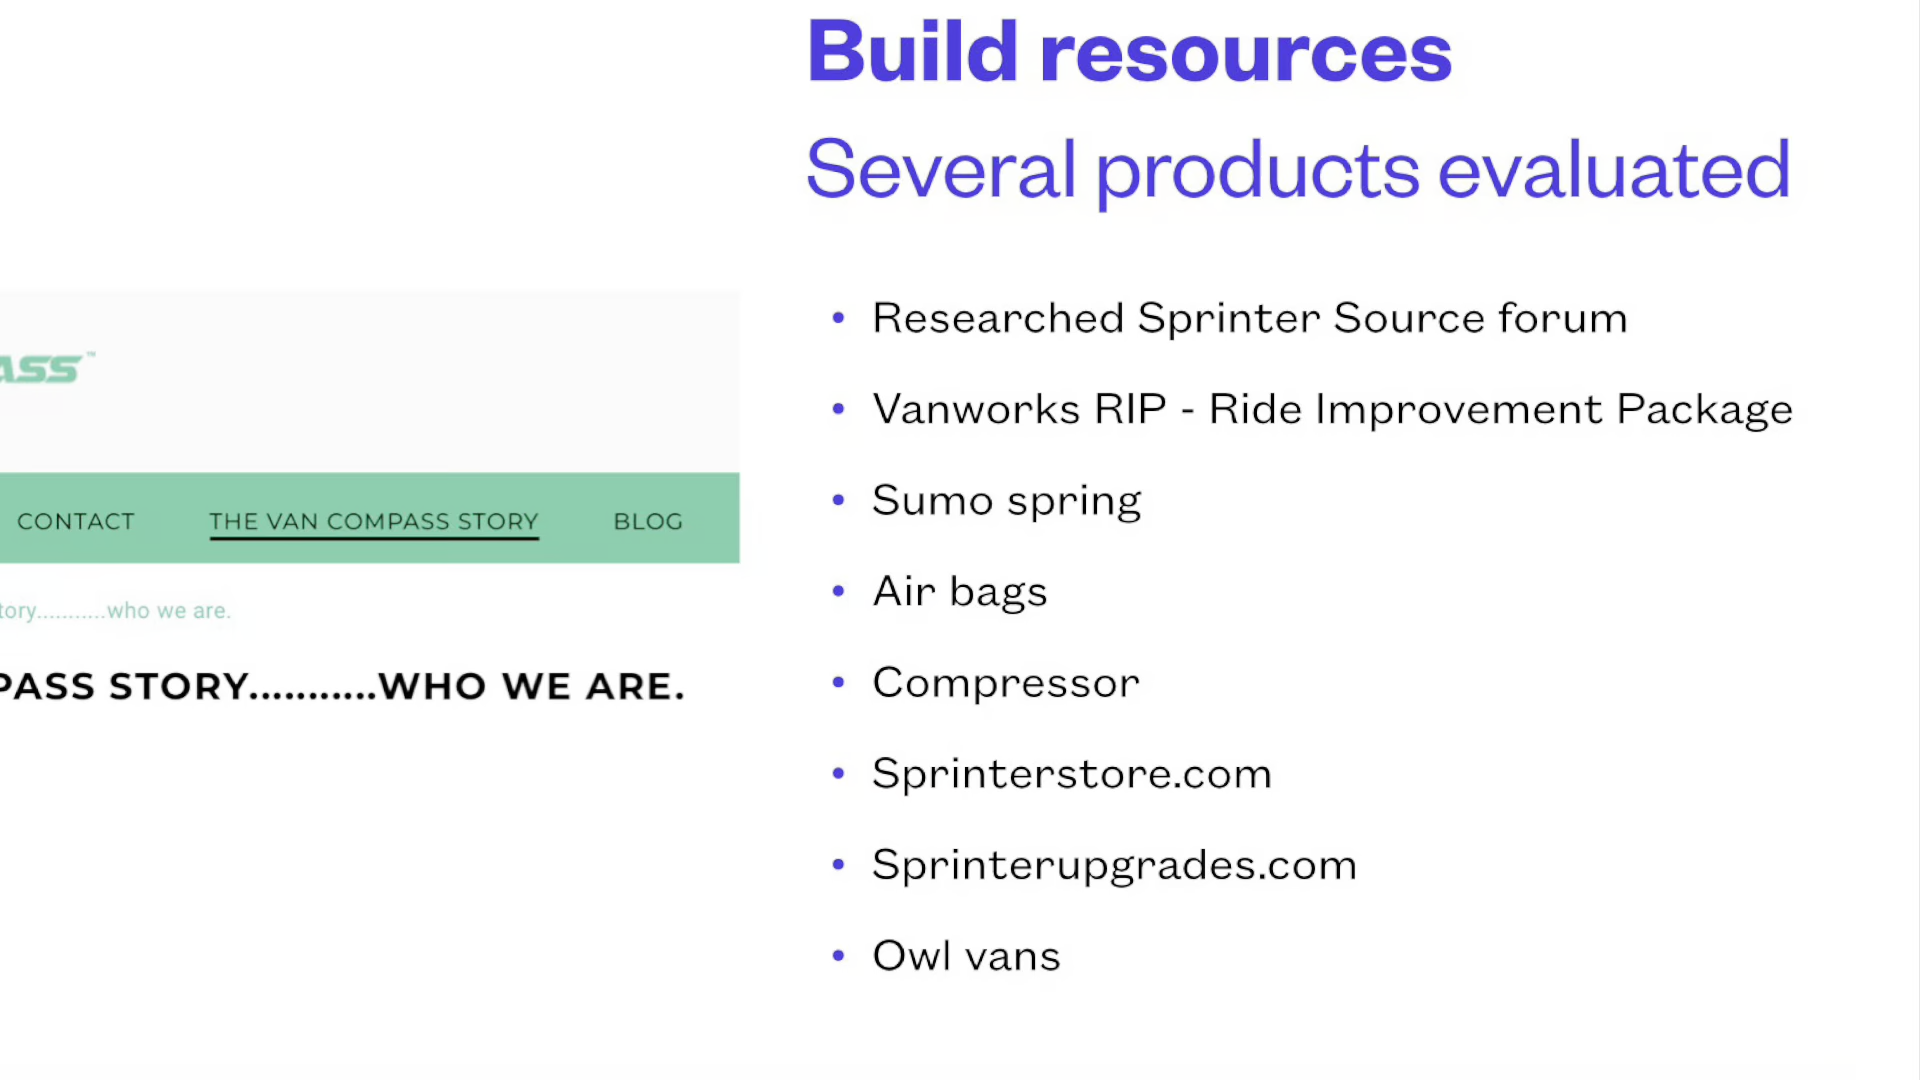 Build resources
Several products evaluated
ASS™
CONTACT THE VAN COMPASS STORY BLOG
tory...........who we are.
PASS STORY...........WHO WE ARE.
• Researched Sprinter Source forum
• Vanworks RIP - Ride Improvement Package
• Sumo spring
• Air bags
• Compressor
• Sprinterstore.com
• Sprinterupgrades.com
• Owl vans